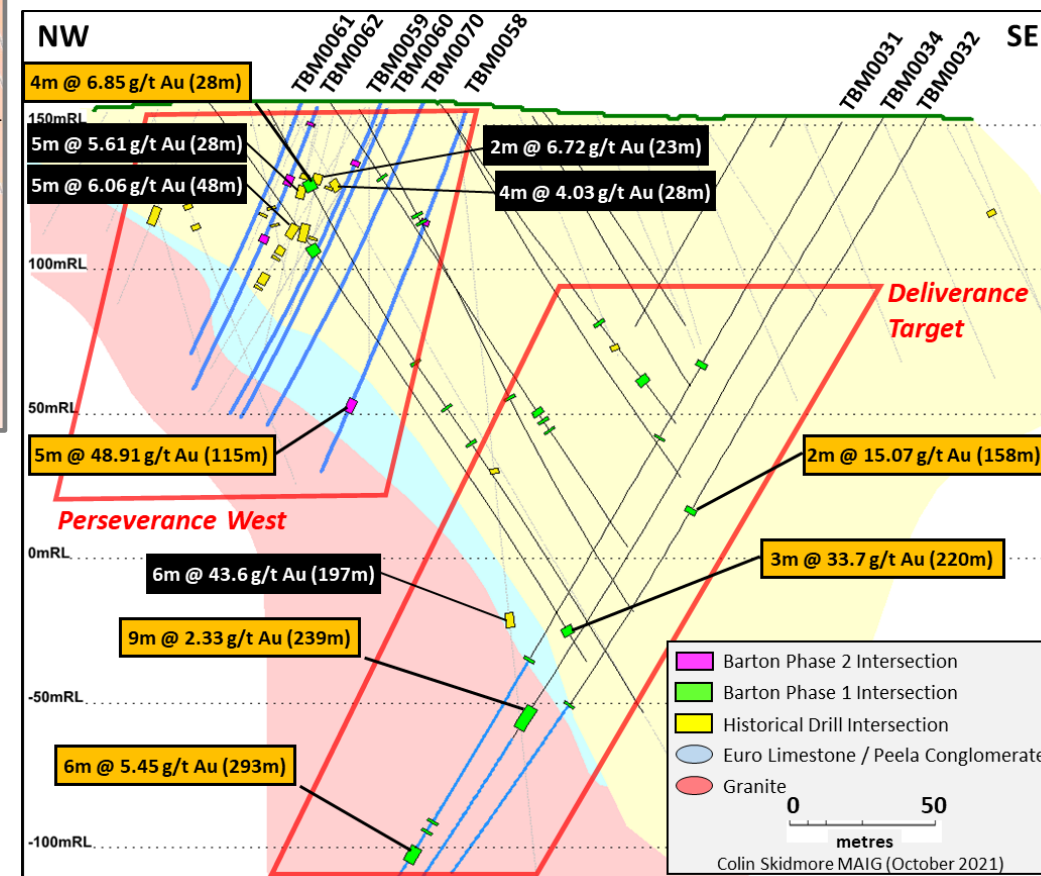 NW
TBM0061
TBM0062
TBM0059
TBM0060
TBM0070
TBM0058
TBM0031
TBM0034
TBM0032
SE
4m @ 6.85 g/t Au (28m)
150mRL
5m @ 5.61 g/t Au (28m)
2m @ 6.72 g/t Au (23m)
5m @ 6.06 g/t Au (48m)
4m @ 4.03 g/t Au (28m)
100mRL
Deliverance
Target
50mRL
5m @ 48.91 g/t Au (115m)
2m @ 15.07 g/t Au (158m)
Perseverance West
0mRL
3m @ 33.7 g/t Au (220m)
6m @ 43.6 g/t Au (197m)
9m @ 2.33 g/t Au (239m)
-50mRL
6m @ 5.45 g/t Au (293m)
-100mRL
Barton Phase 2 Intersection
Barton Phase 1 Intersection
Historical Drill Intersection
Euro Limestone / Peela Conglomerate
Granite
0 50
metres
Colin Skidmore MAIG (October 2021)